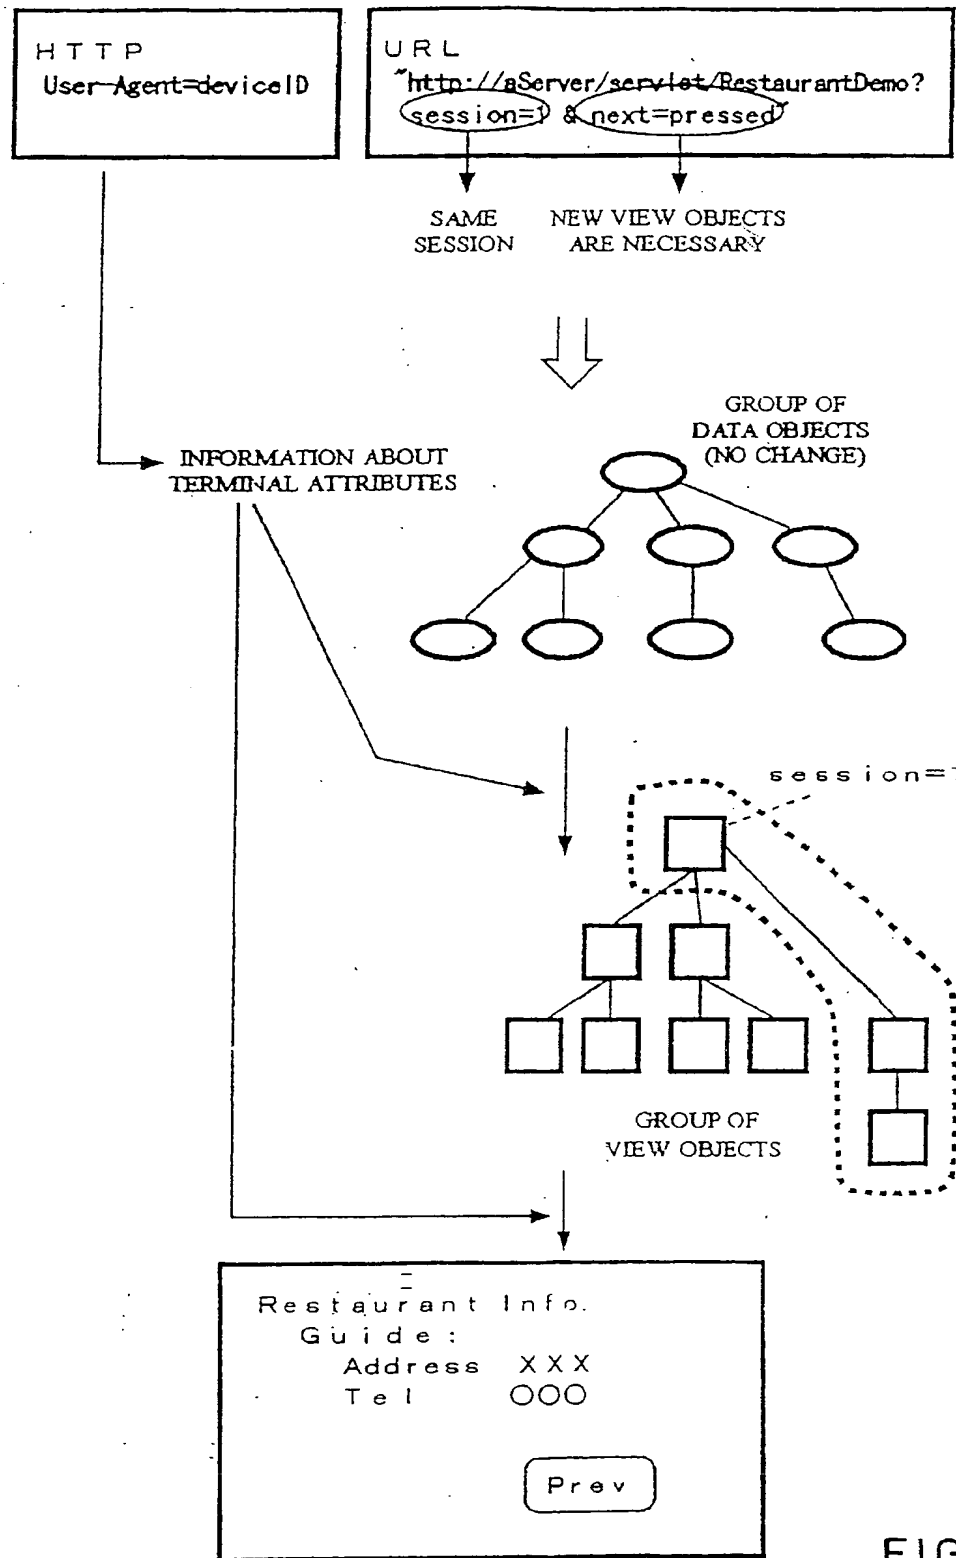 HTTP
User-Agent=deviceID
URL
"http://aServer/servlet/RestaurantDemo?
session=1 & next=pressed"
SAME
SESSION
NEW VIEW OBJECTS
ARE NECESSARY
GROUP OF
DATA OBJECTS
(NO CHANGE)
INFORMATION ABOUT
TERMINAL ATTRIBUTES
session=
GROUP OF
VIEW OBJECTS
Restaurant Info.
Guide:
Address XXX
Tel OOO
Prev
FIG